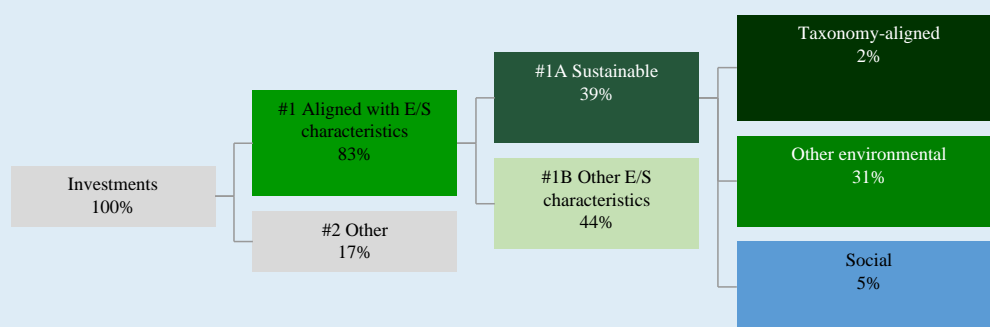 Investments
100%
#1 Aligned with E/S
characteristics
83%
#2 Other
17%
#1A Sustainable
39%
#1B Other E/S
characteristics
44%
Taxonomy-aligned
2%
Other environmental
31%
Social
5%